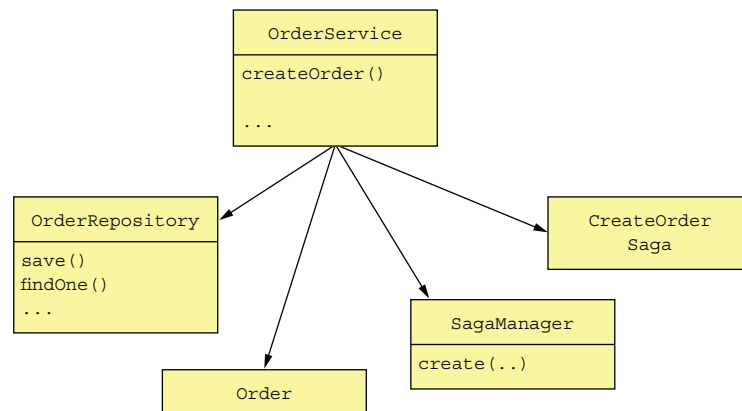 OrderService
createOrder()
...
OrderRepository
save()
findOne()
...
CreateOrder
Saga
SagaManager
create(..)
Order